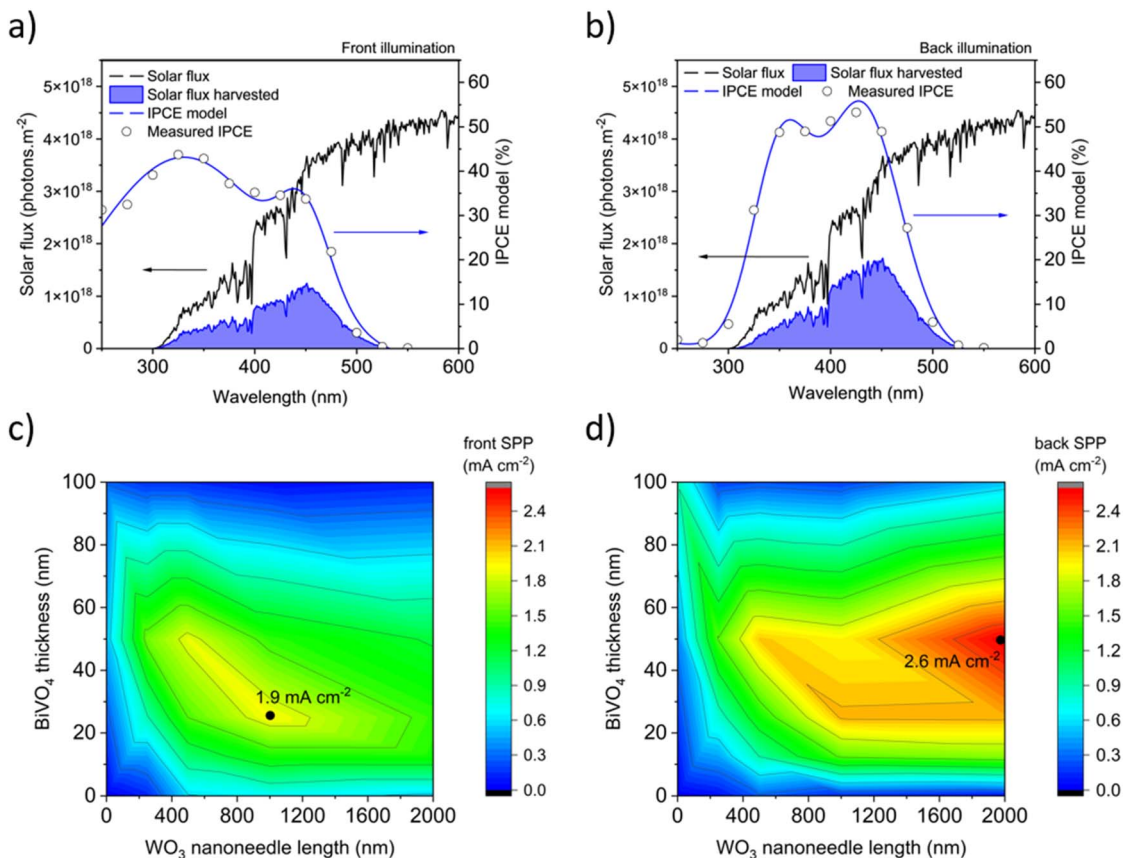 a)
Front illumination
Solar flux
Solar flux harvested
IPCE model
Measured IPCE
5×10¹⁸
4×10¹⁸
3×10¹⁸
2×10¹⁸
1×10¹⁸
0
Solar flux (photons.m⁻²)
60
50
40
30
20
10
0
IPCE model (%)
300 400 500 600
Wavelength (nm)
b)
Back illumination
Solar flux Solar flux harvested
IPCE model Measured IPCE
5×10¹⁸
4×10¹⁸
3×10¹⁸
2×10¹⁸
1×10¹⁸
0
Solar flux (photons.m⁻²)
60
50
40
30
20
10
0
IPCE model (%)
300 400 500 600
Wavelength (nm)
c)
front SPP
(mA cm⁻²)
100
80
60
40
20
0
BiVO₄ thickness (nm)
1.9 mA cm⁻²
2.4
2.1
1.8
1.5
1.2
0.9
0.6
0.3
0.0
0 400 800 1200 1600 2000
WO₃ nanoneedle length (nm)
d)
back SPP
(mA cm⁻²)
100
80
60
40
20
0
BiVO₄ thickness (nm)
2.6 mA cm⁻²
2.4
2.1
1.8
1.5
1.2
0.9
0.6
0.3
0.0
0 400 800 1200 1600 2000
WO₃ nanoneedle length (nm)